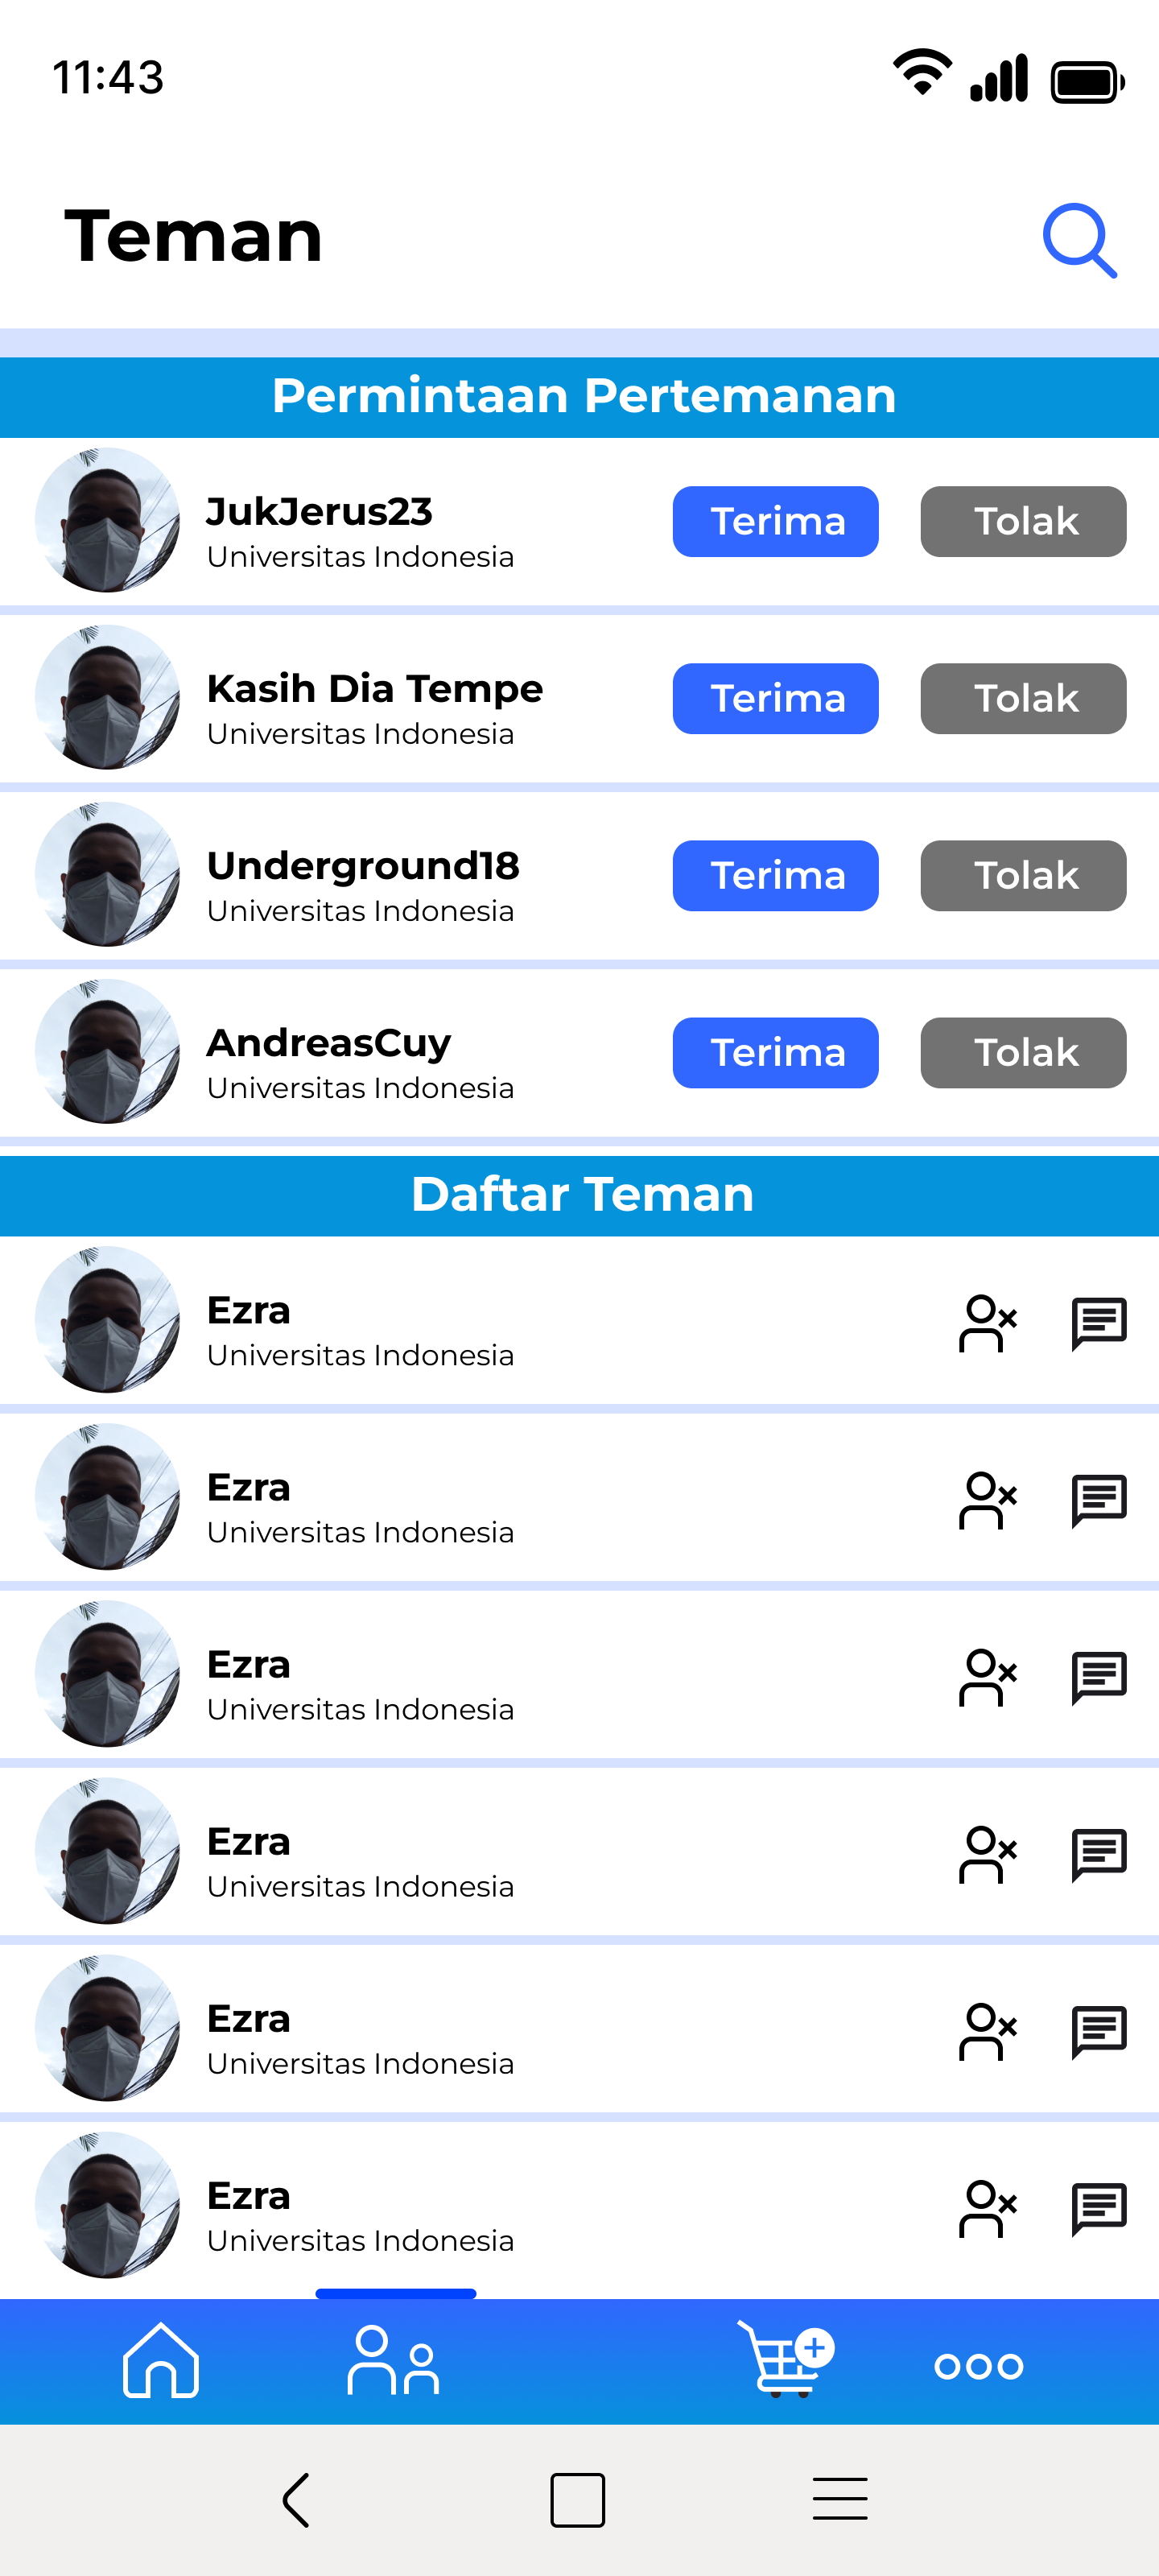 11:43
Teman
Permintaan Pertemanan
JukJerus23
Universitas Indonesia
Terima
Tolak
Kasih Dia Tempe
Universitas Indonesia
Terima
Tolak
Underground18
Universitas Indonesia
Terima
Tolak
AndreasCuy
Universitas Indonesia
Terima
Tolak
Daftar Teman
Ezra
Universitas Indonesia
Ezra
Universitas Indonesia
Ezra
Universitas Indonesia
Ezra
Universitas Indonesia
Ezra
Universitas Indonesia
Ezra
Universitas Indonesia